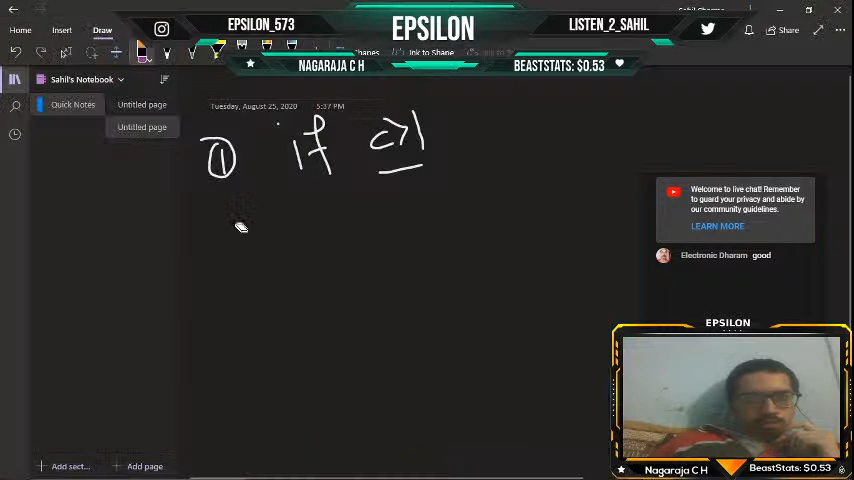 Sahil Sharma
EPSILON_573
EPSILON
LISTEN_2_SAHIL
Home
Insert
Draw
Share
NAGARAJA C H
BEASTSTATS: $0.53
Shapes
Ink to Shape
Sahil's Notebook
Quick Notes
Untitled page
Untitled page
Tuesday, August 25, 2020
5:37 PM
① if c>1
Welcome to live chat! Remember
to guard your privacy and abide by
our community guidelines.
LEARN MORE
Electronic Dharam good
EPSILON
Add sect...
Add page
Nagaraja C H
BeastStats: $0.53